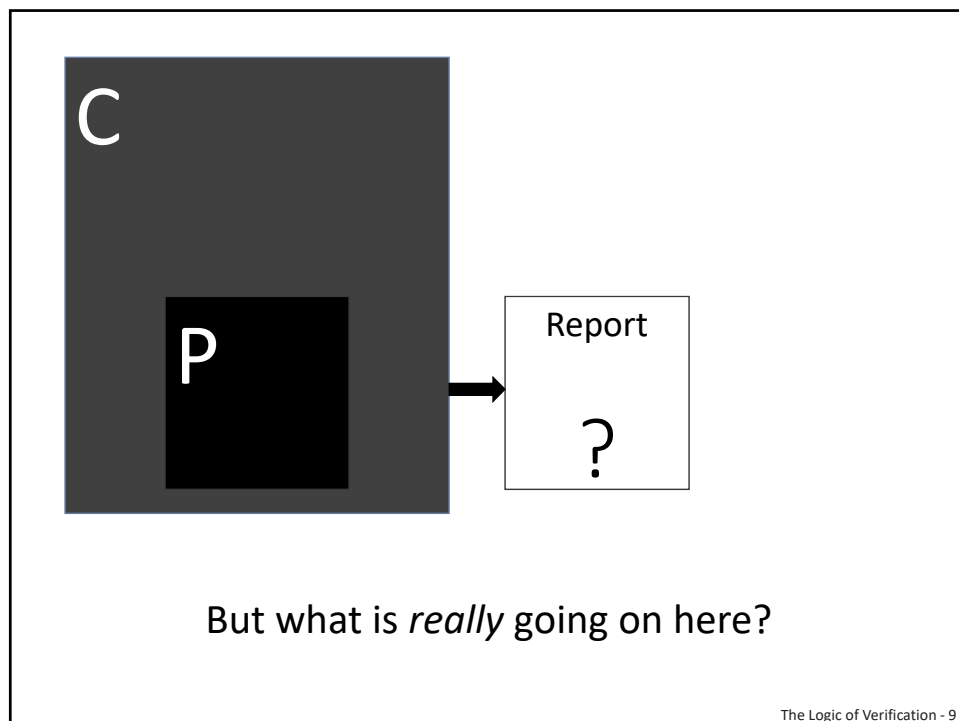 C
P
Report
?
But what is really going on here?
The Logic of Verification - 9